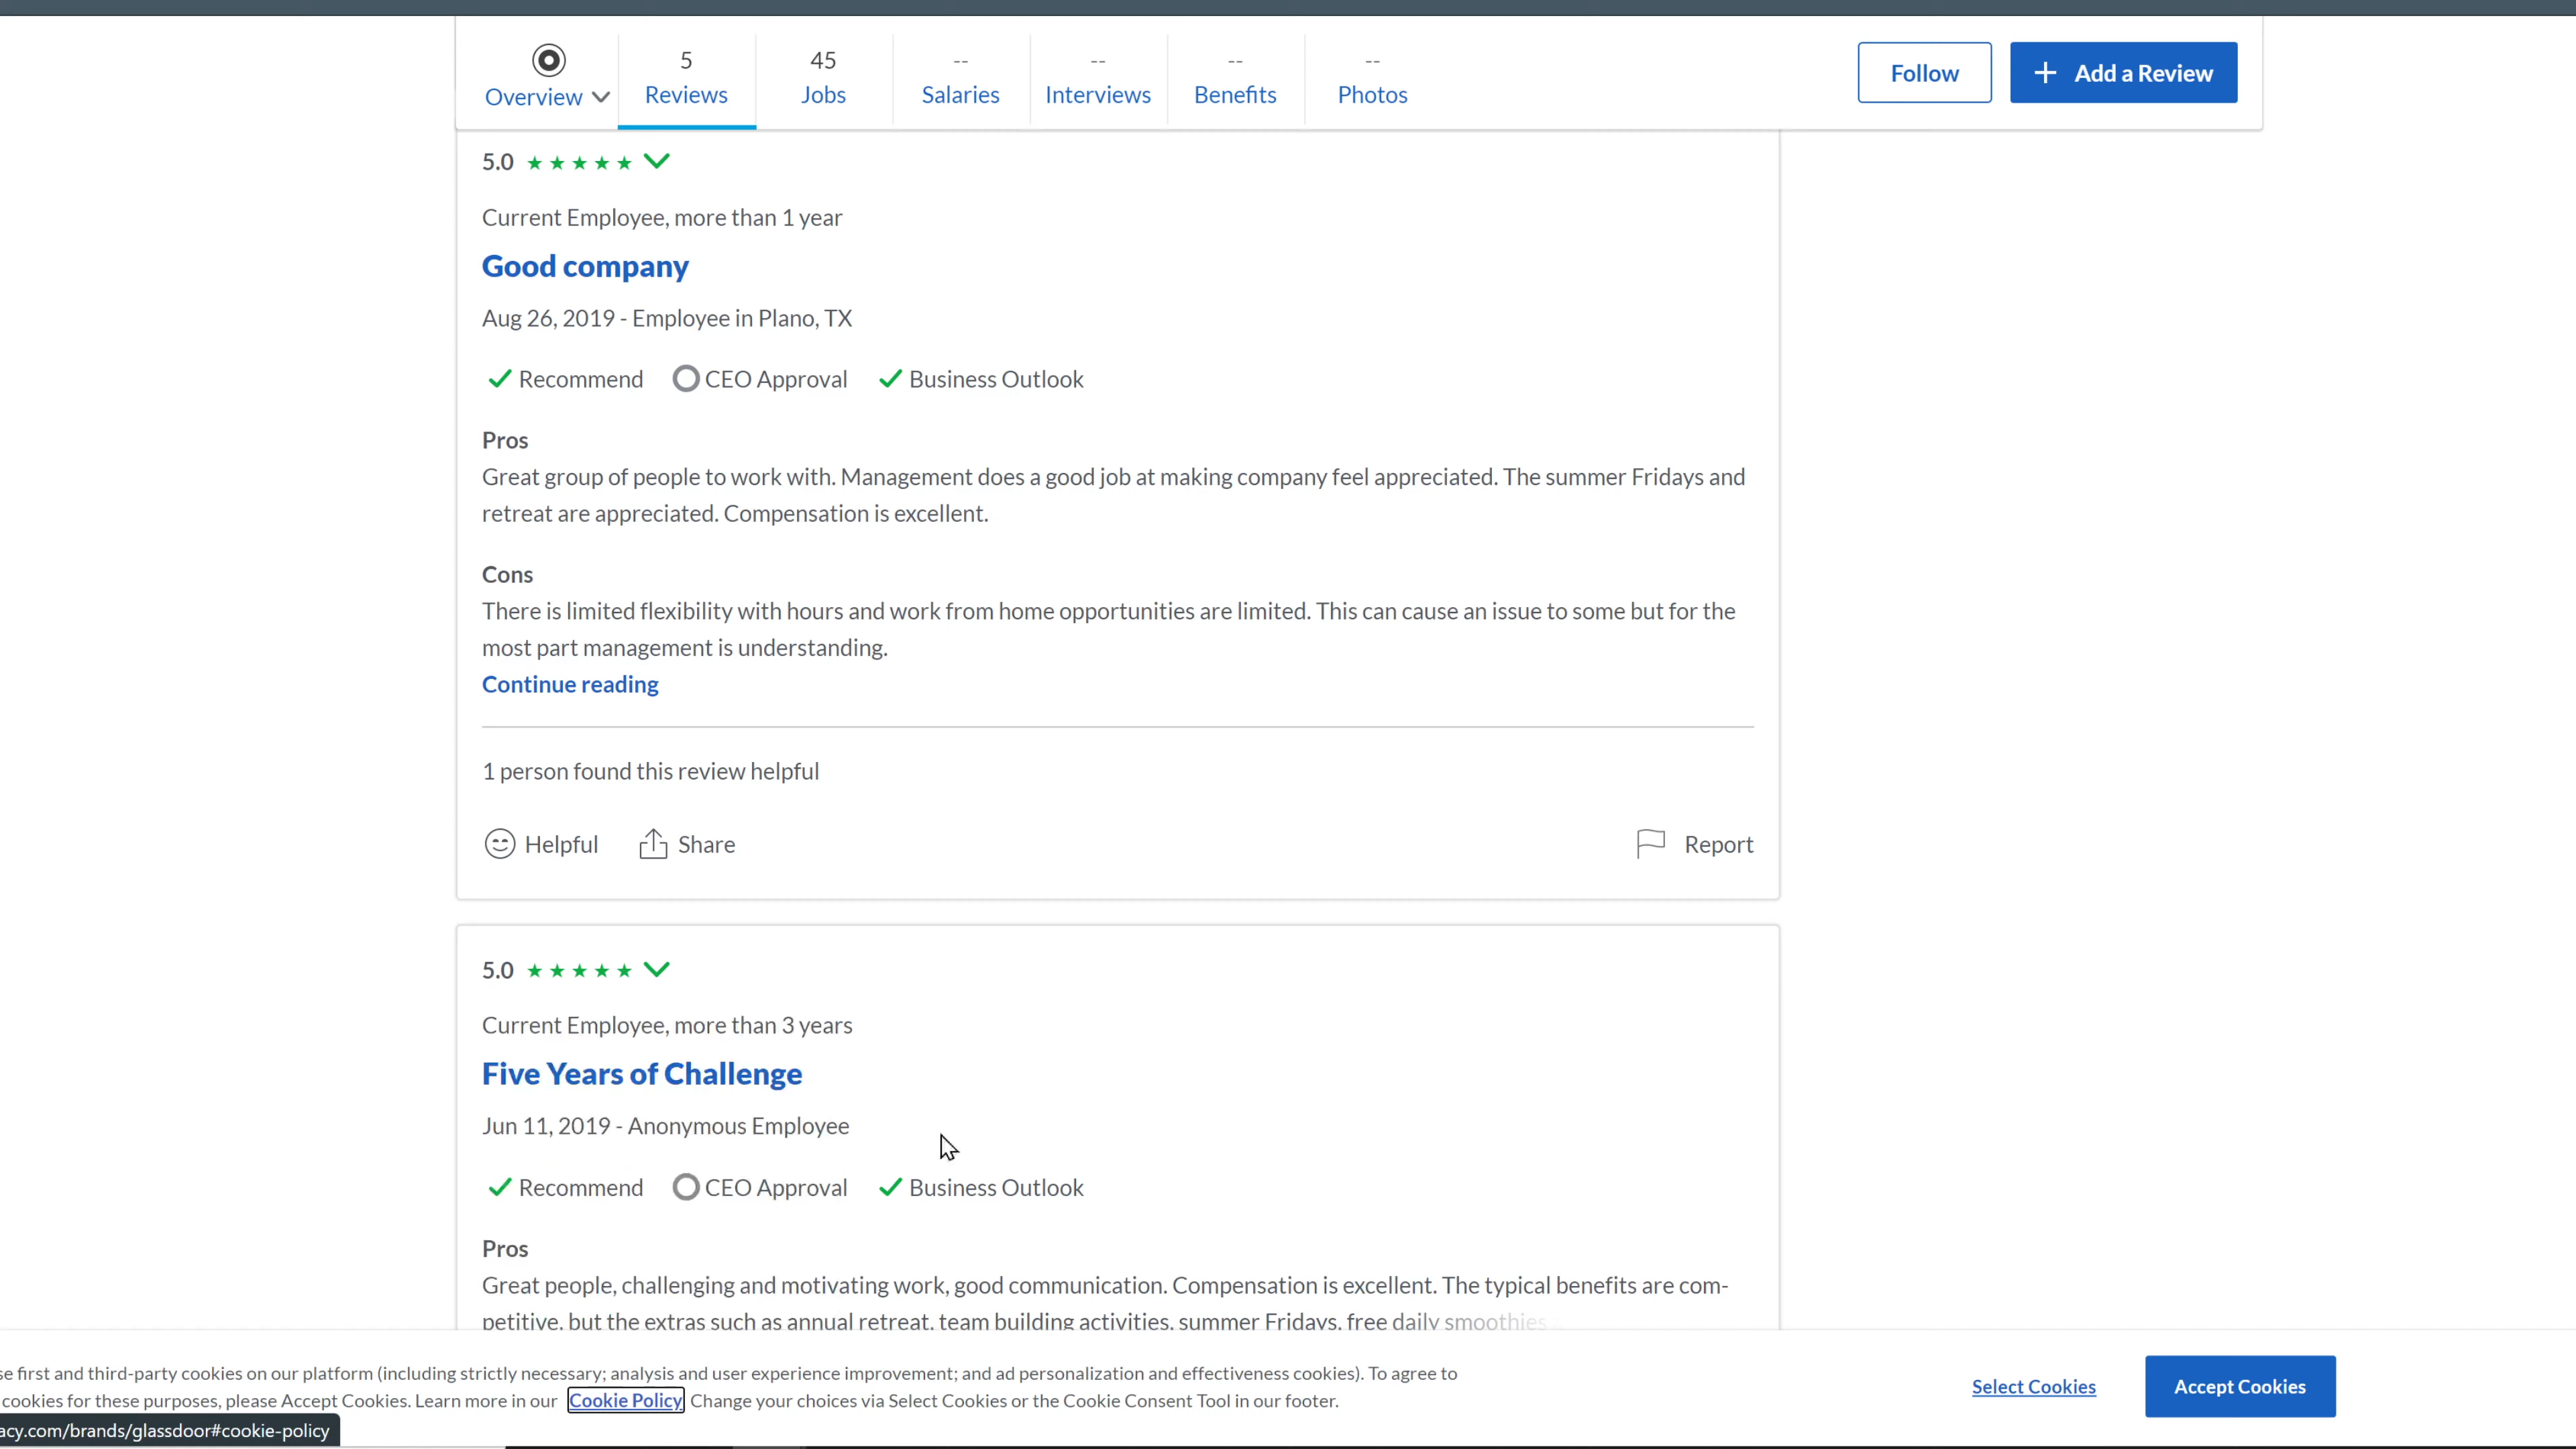 5 45 -- -- -- --
Overview Reviews Jobs Salaries Interviews Benefits Photos Follow + Add a Review
5.0
Current Employee, more than 1 year
Good company
Aug 26, 2019 - Employee in Plano, TX
Recommend CEO Approval Business Outlook
Pros
Great group of people to work with. Management does a good job at making company feel appreciated. The summer Fridays and
retreat are appreciated. Compensation is excellent.
Cons
There is limited flexibility with hours and work from home opportunities are limited. This can cause an issue to some but for the
most part management is understanding.
Continue reading
1 person found this review helpful
Helpful Share Report
5.0
Current Employee, more than 3 years
Five Years of Challenge
Jun 11, 2019 - Anonymous Employee
Recommend CEO Approval Business Outlook
Pros
Great people, challenging and motivating work, good communication. Compensation is excellent. The typical benefits are com-
petitive, but the extras such as annual retreat, team building activities, summer Fridays, free daily smoothies
se first and third-party cookies on our platform (including strictly necessary; analysis and user experience improvement; and ad personalization and effectiveness cookies). To agree to
cookies for these purposes, please Accept Cookies. Learn more in our Cookie Policy Change your choices via Select Cookies or the Cookie Consent Tool in our footer.
Select Cookies Accept Cookies
acy.com/brands/glassdoor#cookie-policy